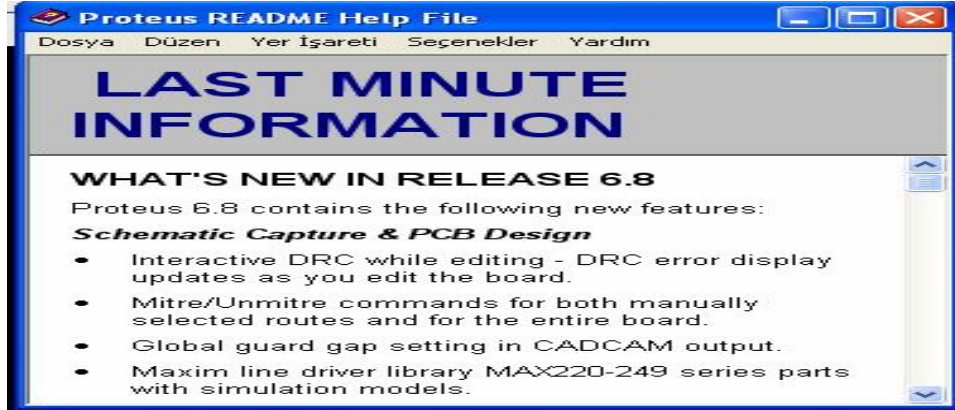 Proteus README Help File
Dosya Düzen Yer İşareti Seçenekler Yardım
LAST MINUTE
INFORMATION
WHAT'S NEW IN RELEASE 6.8
Proteus 6.8 contains the following new features:
Schematic Capture & PCB Design
• Interactive DRC while editing - DRC error display
updates as you edit the board.
• Mitre/Unmitre commands for both manually
selected routes and for the entire board.
• Global guard gap setting in CADCAM output.
• Maxim line driver library MAX220-249 series parts
with simulation models.